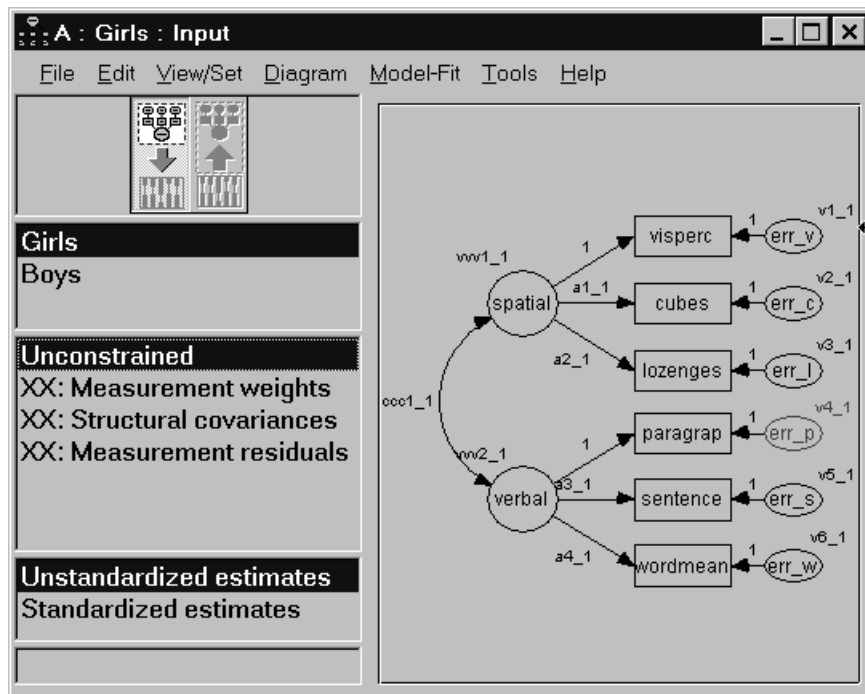 A : Girls : Input
File Edit View/Set Diagram Model-Fit Tools Help
Girls
Boys
Unconstrained
XX: Measurement weights
XX: Structural covariances
XX: Measurement residuals
Unstandardized estimates
Standardized estimates
vvv1_1
spatial
ccc1_1
vvv2_1
verbal
1
a1_1
a2_1
1
a3_1
a4_1
visperc
cubes
lozenges
paragrap
sentence
wordmean
1
err_v
v1_1
1
err_c
v2_1
1
err_l
v3_1
1
err_p
v4_1
1
err_s
v5_1
1
err_w
v6_1